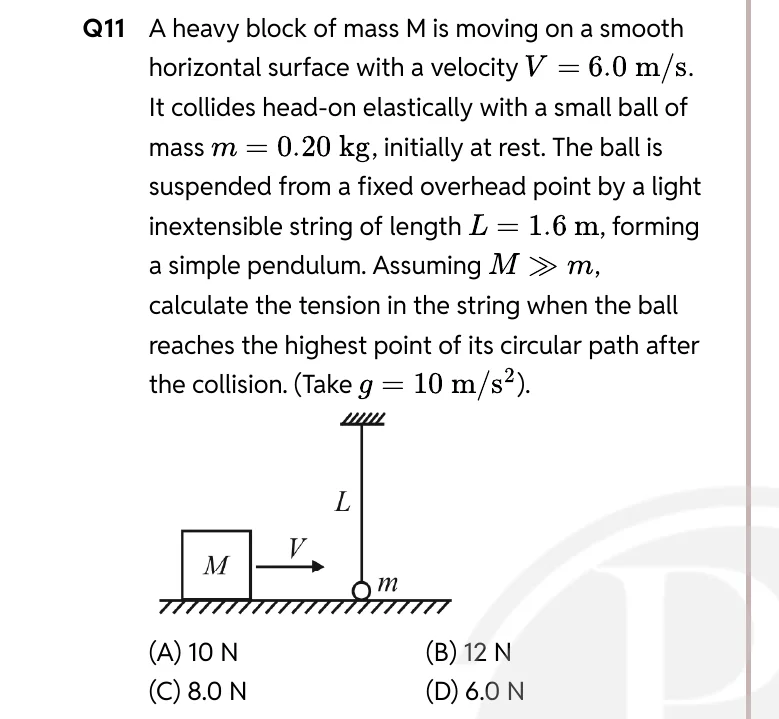 Q11 A heavy block of mass M is moving on a smooth
horizontal surface with a velocity V = 6.0 m/s.
It collides head-on elastically with a small ball of
mass m = 0.20 kg, initially at rest. The ball is
suspended from a fixed overhead point by a light
inextensible string of length L = 1.6 m, forming
a simple pendulum. Assuming M ≫ m,
calculate the tension in the string when the ball
reaches the highest point of its circular path after
the collision. (Take g = 10 m/s²).
L
V
M
m
(A) 10 N (B) 12 N
(C) 8.0 N (D) 6.0 N